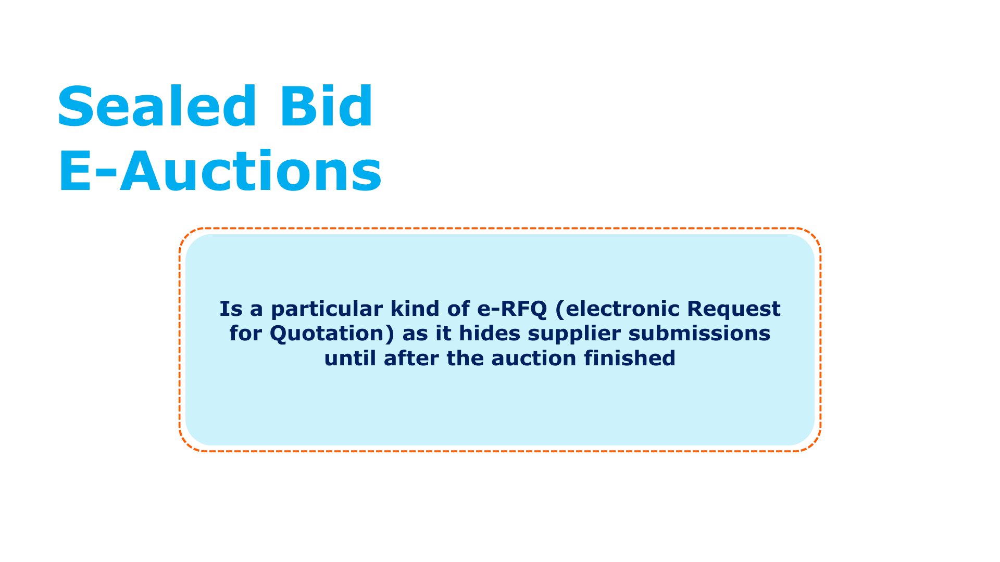 Sealed Bid
E-Auctions
Is a particular kind of e-RFQ (electronic Request
for Quotation) as it hides supplier submissions
until after the auction finished